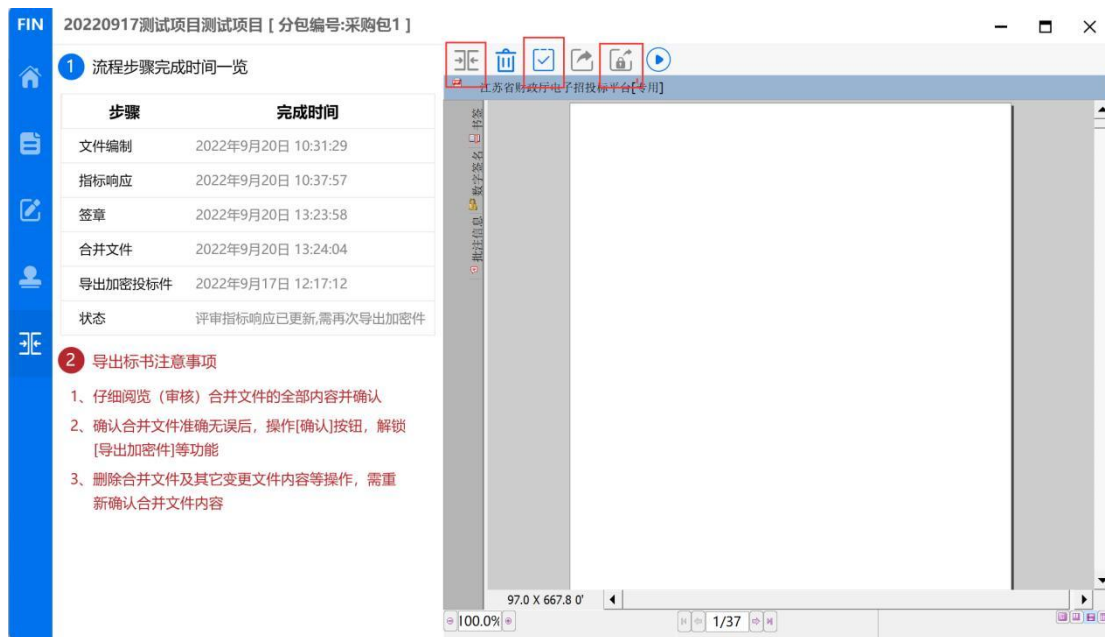 FIN
20220917测试项目测试项目 [ 分包编号:采购包1 ]
1 流程步骤完成时间一览
步骤 完成时间
文件编制 2022年9月20日 10:31:29
指标响应 2022年9月20日 10:37:57
签章 2022年9月20日 13:23:58
合并文件 2022年9月20日 13:24:04
导出加密投标件 2022年9月17日 12:17:12
状态 评审指标响应已更新,需再次导出加密件
2 导出标书注意事项
1、仔细阅览（审核）合并文件的全部内容并确认
2、确认合并文件准确无误后，操作[确认]按钮，解锁
[导出加密件]等功能
3、删除合并文件及其它变更文件内容等操作，需重
新确认合并文件内容
江苏省财政厅电子招投标平台[专用]
书签
数字签名
批注信息
97.0 X 667.8 0'
100.0%
1/37